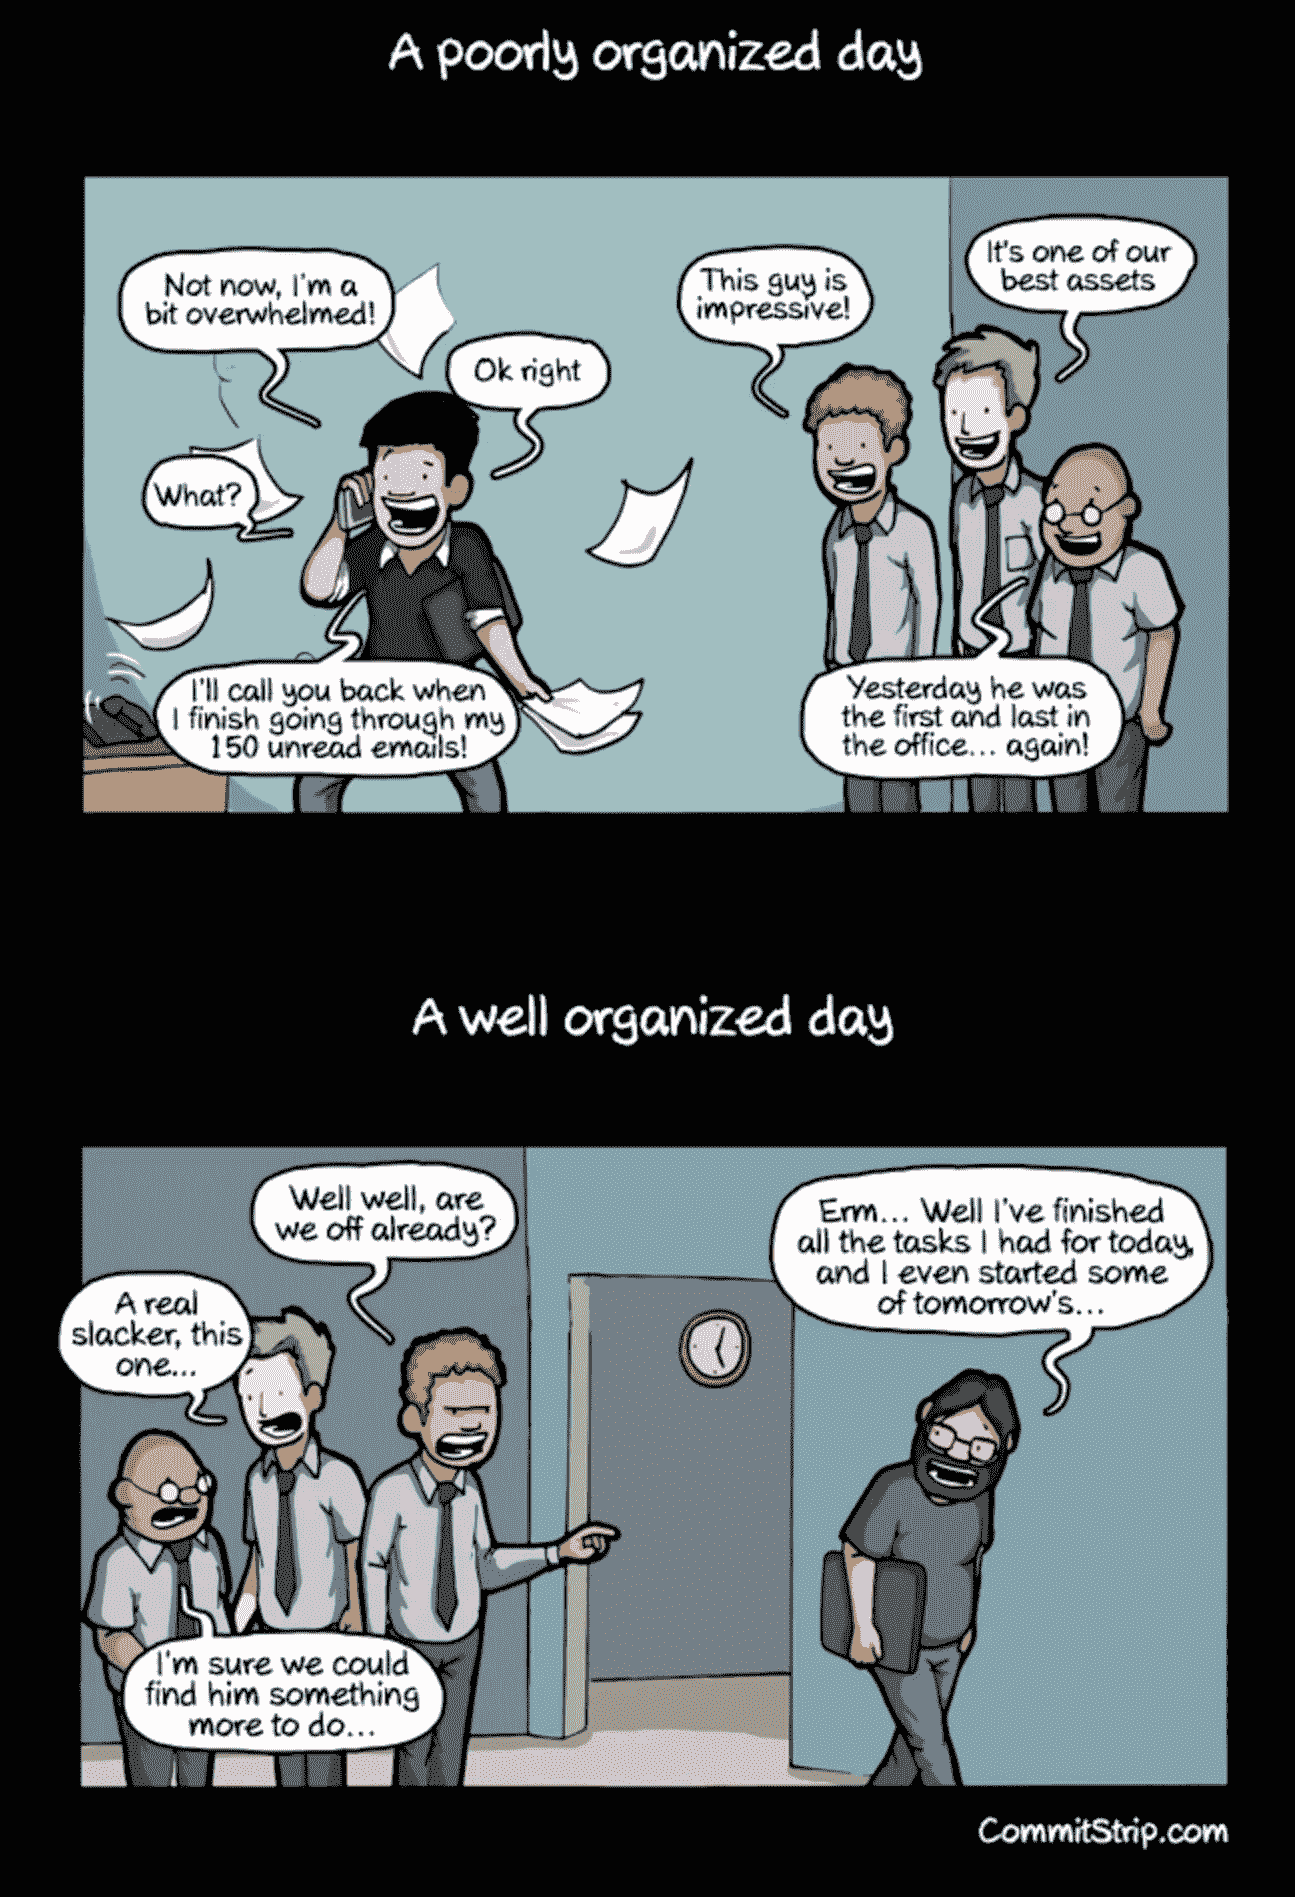 A poorly organized day
Not now, I'm a
bit overwhelmed!
Ok right
What?
I'll call you back when
I finish going through my
150 unread emails!
This guy is
impressive!
It's one of our
best assets
Yesterday he was
the first and last in
the office... again!
A well organized day
Well well, are
we off already?
A real
slacker, this
one...
I'm sure we could
find him something
more to do...
Erm... Well I've finished
all the tasks I had for today,
and I even started some
of tomorrow's...
CommitStrip.com